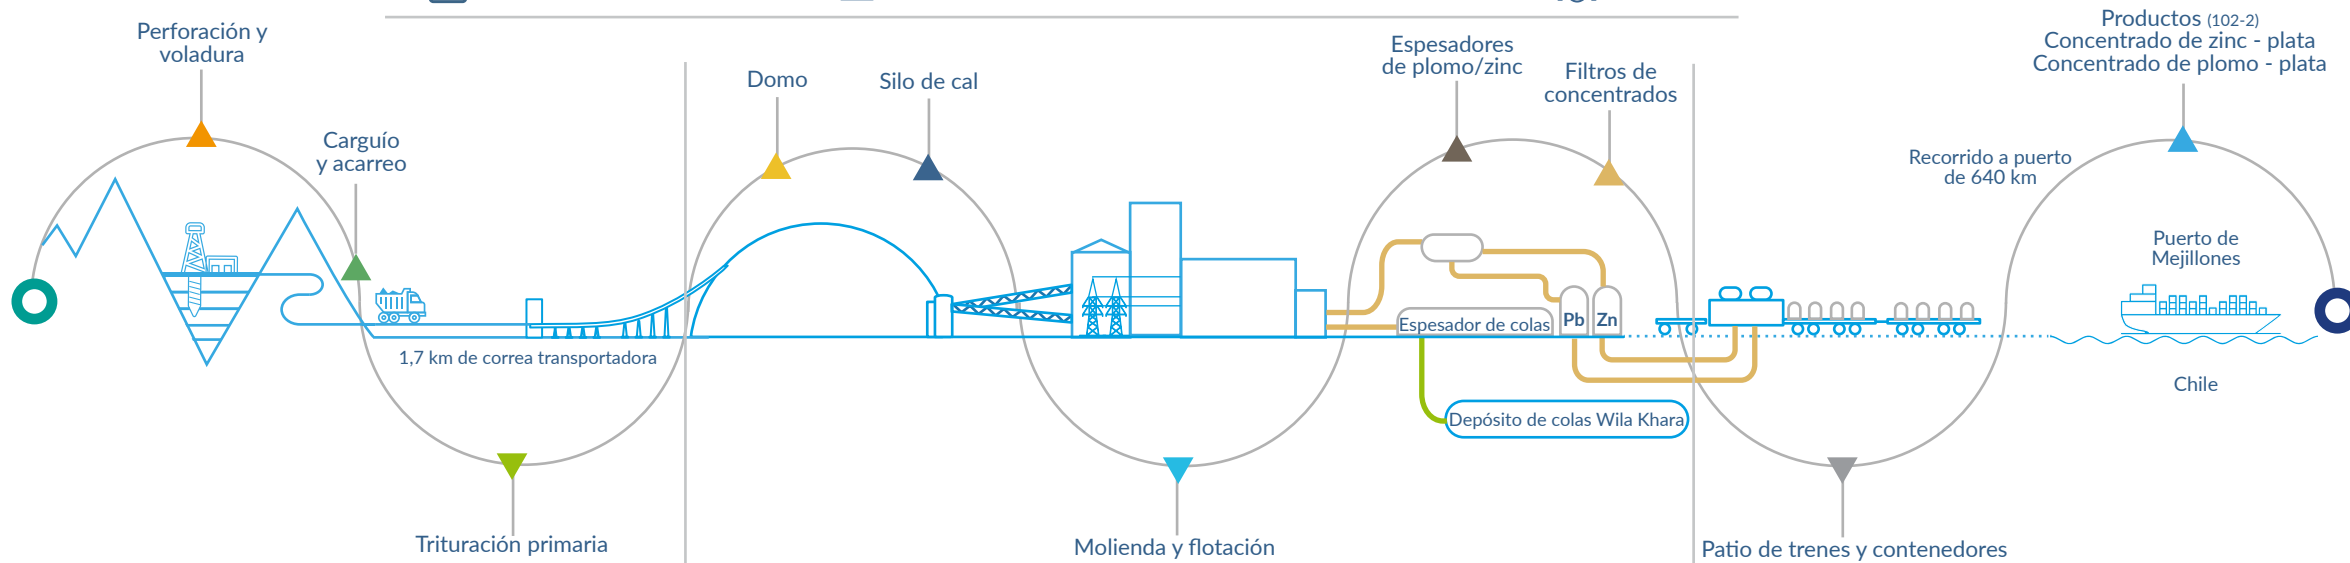 Perforación y
voladura
Carguío
y acarreo
1,7 km de correa transportadora
Trituración primaria
Domo
Silo de cal
Molienda y flotación
Espesadores
de plomo/zinc
Filtros de
concentrados
Espesador de colas
Pb
Zn
Depósito de colas Wila Khara
Patio de trenes y contenedores
Recorrido a puerto
de 640 km
Productos (102-2)
Concentrado de zinc - plata
Concentrado de plomo - plata
Puerto de
Mejillones
Chile